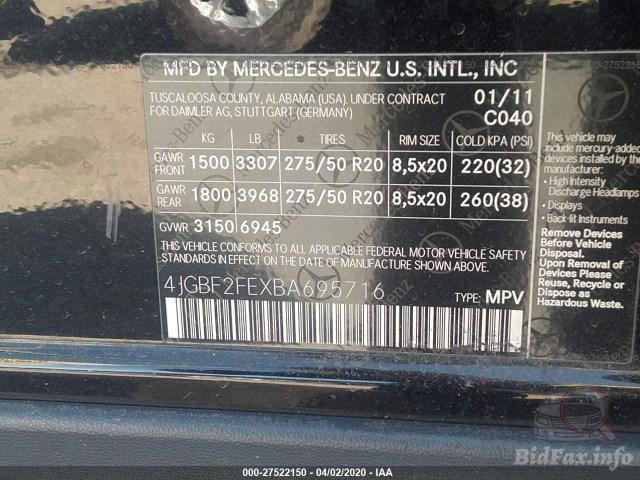 MFD BY MERCEDES-BENZ U.S. INTL., INC
TUSCALOOSA COUNTY, ALABAMA (USA). UNDER CONTRACT
FOR DAIMLER AG, STUTTGART (GERMANY)
01/11
C040
KG LB TIRES RIM SIZE COLD KPA (PSI)
GAWR FRONT 1500 3307 275/50 R20 8,5x20 220(32)
GAWR REAR 1800 3968 275/50 R20 8,5x20 260(38)
GVWR 3150 6945
THIS VEHICLE CONFORMS TO ALL APPLICABLE FEDERAL MOTOR VEHICLE SAFETY
STANDARDS IN EFFECT ON THE DATE OF MANUFACTURE SHOWN ABOVE.
4JGBF2FEXBA695716
TYPE: MPV
This vehicle may
include mercury-added
devices installed by the
manufacturer:
- High Intensity
Discharge Headlamps
- Displays
- Back-lit Instruments
Remove Devices
Before Vehicle
Disposal.
Upon Removal of
Devices Please
Reuse, Recycle or
Dispose as
Hazardous Waste.
000-27522150 - 04/02/2020 - IAA
BidFax.info